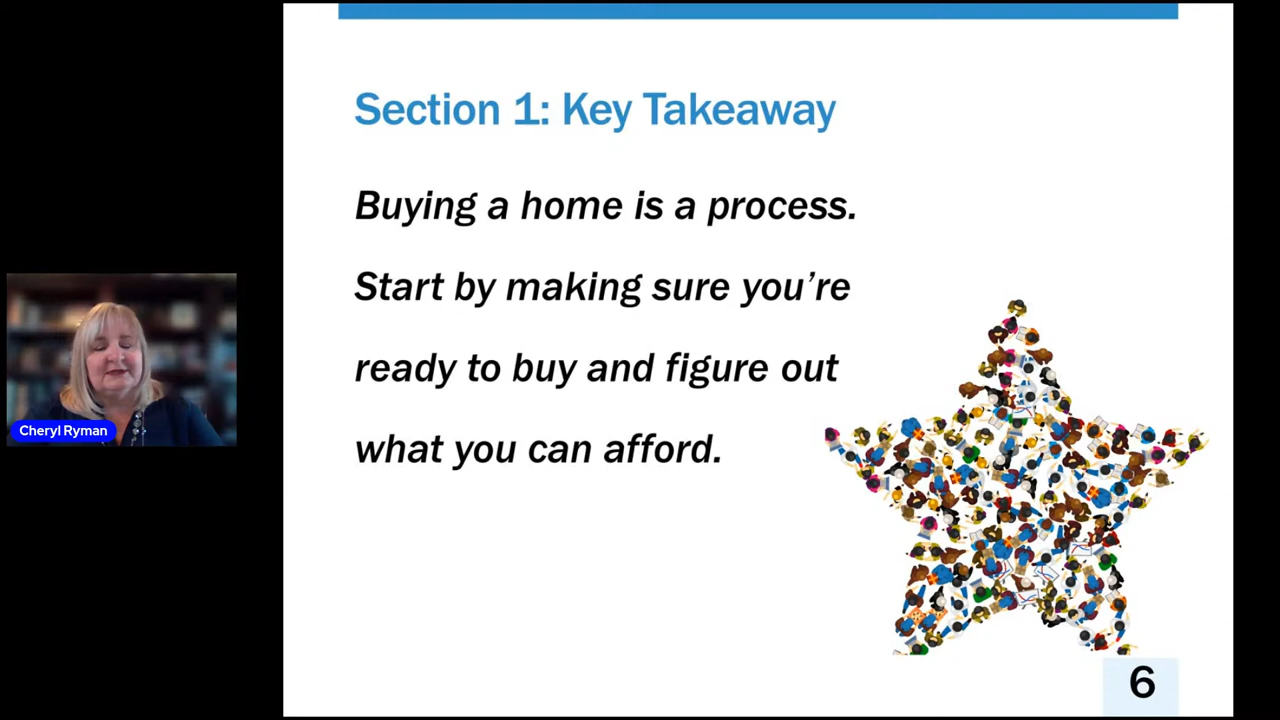 Section 1: Key Takeaway
Buying a home is a process.
Start by making sure you’re
ready to buy and figure out
what you can afford.
Cheryl Ryman
6